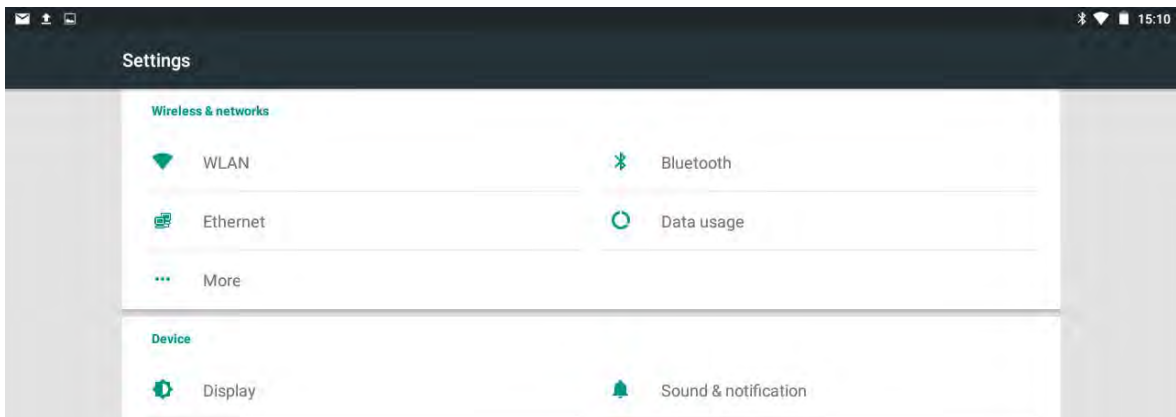 15:10
Settings
Wireless & networks
WLAN Bluetooth
Ethernet Data usage
More
Device
Display Sound & notification